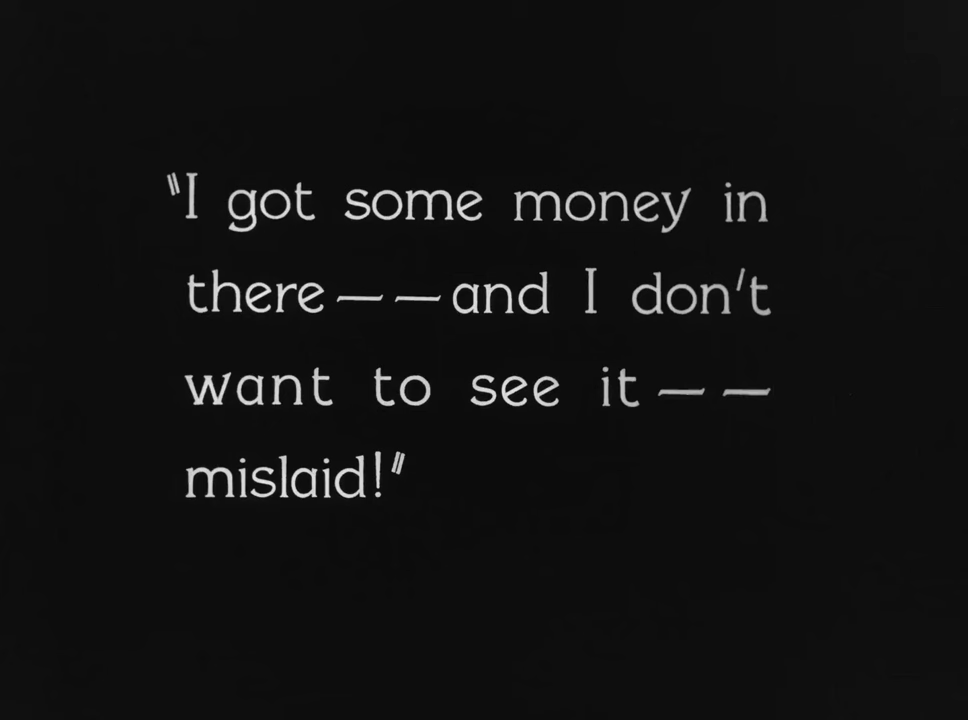 "I got some money in
there——and I don't
want to see it——
mislaid!"